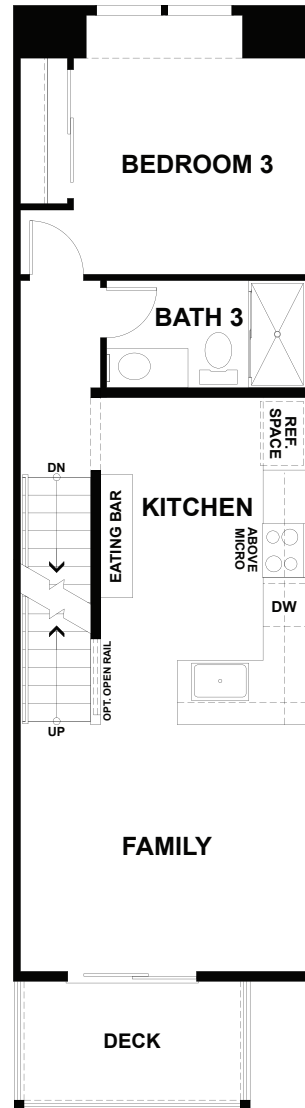 BEDROOM 3
BATH 3
REF.
SPACE
DN
KITCHEN
EATING BAR
ABOVE
MICRO
DW
OPT. OPEN RAIL
UP
FAMILY
DECK